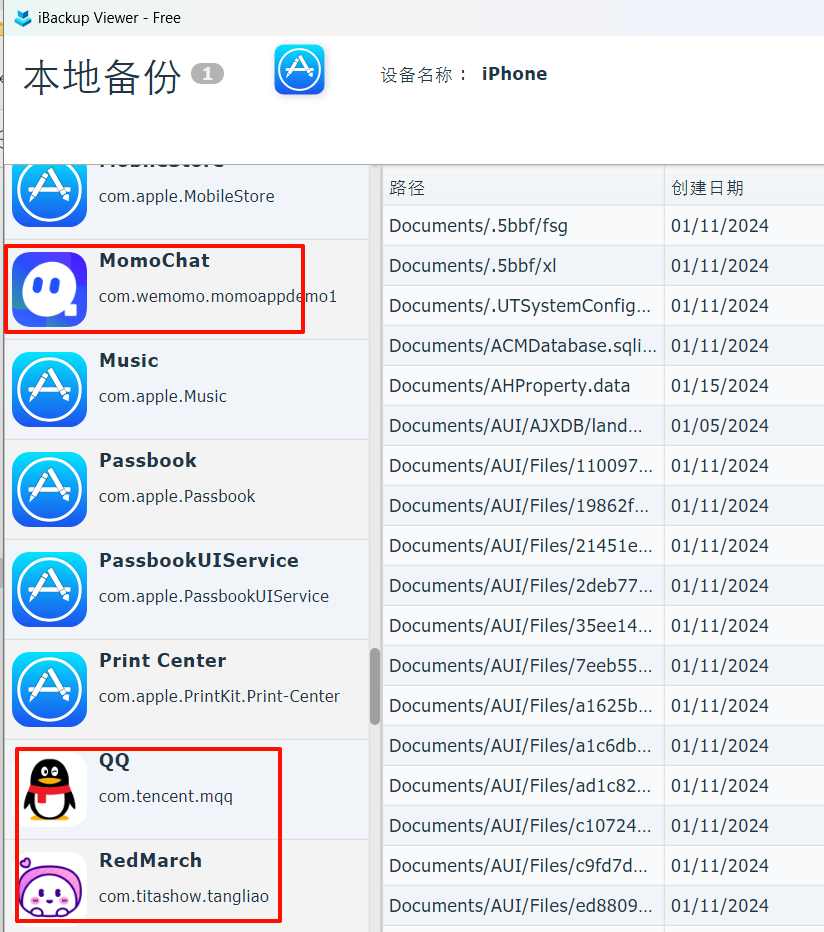 iBackup Viewer - Free
本地备份 1
设备名称： iPhone
MobileStore
com.apple.MobileStore
MomoChat
com.wemomo.momoappdemo1
Music
com.apple.Music
Passbook
com.apple.Passbook
PassbookUIService
com.apple.PassbookUIService
Print Center
com.apple.PrintKit.Print-Center
QQ
com.tencent.mqq
RedMarch
com.titashow.tangliao
路径 创建日期
Documents/.5bbf/fsg 01/11/2024
Documents/.5bbf/xl 01/11/2024
Documents/.UTSystemConfig... 01/11/2024
Documents/ACMDatabase.sqli... 01/11/2024
Documents/AHProperty.data 01/15/2024
Documents/AUI/AJXDB/land... 01/05/2024
Documents/AUI/Files/110097... 01/11/2024
Documents/AUI/Files/19862f... 01/11/2024
Documents/AUI/Files/21451e... 01/11/2024
Documents/AUI/Files/2deb77... 01/11/2024
Documents/AUI/Files/35ee14... 01/11/2024
Documents/AUI/Files/7eeb55... 01/11/2024
Documents/AUI/Files/a1625b... 01/11/2024
Documents/AUI/Files/a1c6db... 01/11/2024
Documents/AUI/Files/ad1c82... 01/11/2024
Documents/AUI/Files/c10724... 01/11/2024
Documents/AUI/Files/c9fd7d... 01/11/2024
Documents/AUI/Files/ed8809... 01/11/2024